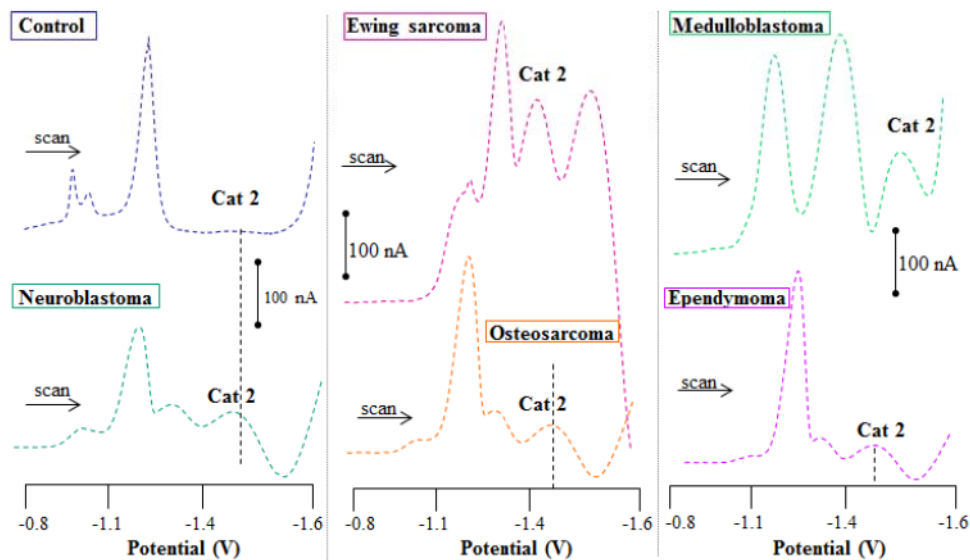 Control
scan
Cat 2
100 nA
Neuroblastoma
scan
Cat 2
-0.8 -1.1 -1.4 -1.6
Potential (V)
Ewing sarcoma
Cat 2
scan
100 nA
Osteosarcoma
scan
Cat 2
-0.8 -1.1 -1.4 -1.6
Potential (V)
Medulloblastoma
Cat 2
scan
100 nA
Ependymoma
scan
Cat 2
-0.8 -1.1 -1.4 -1.6
Potential (V)